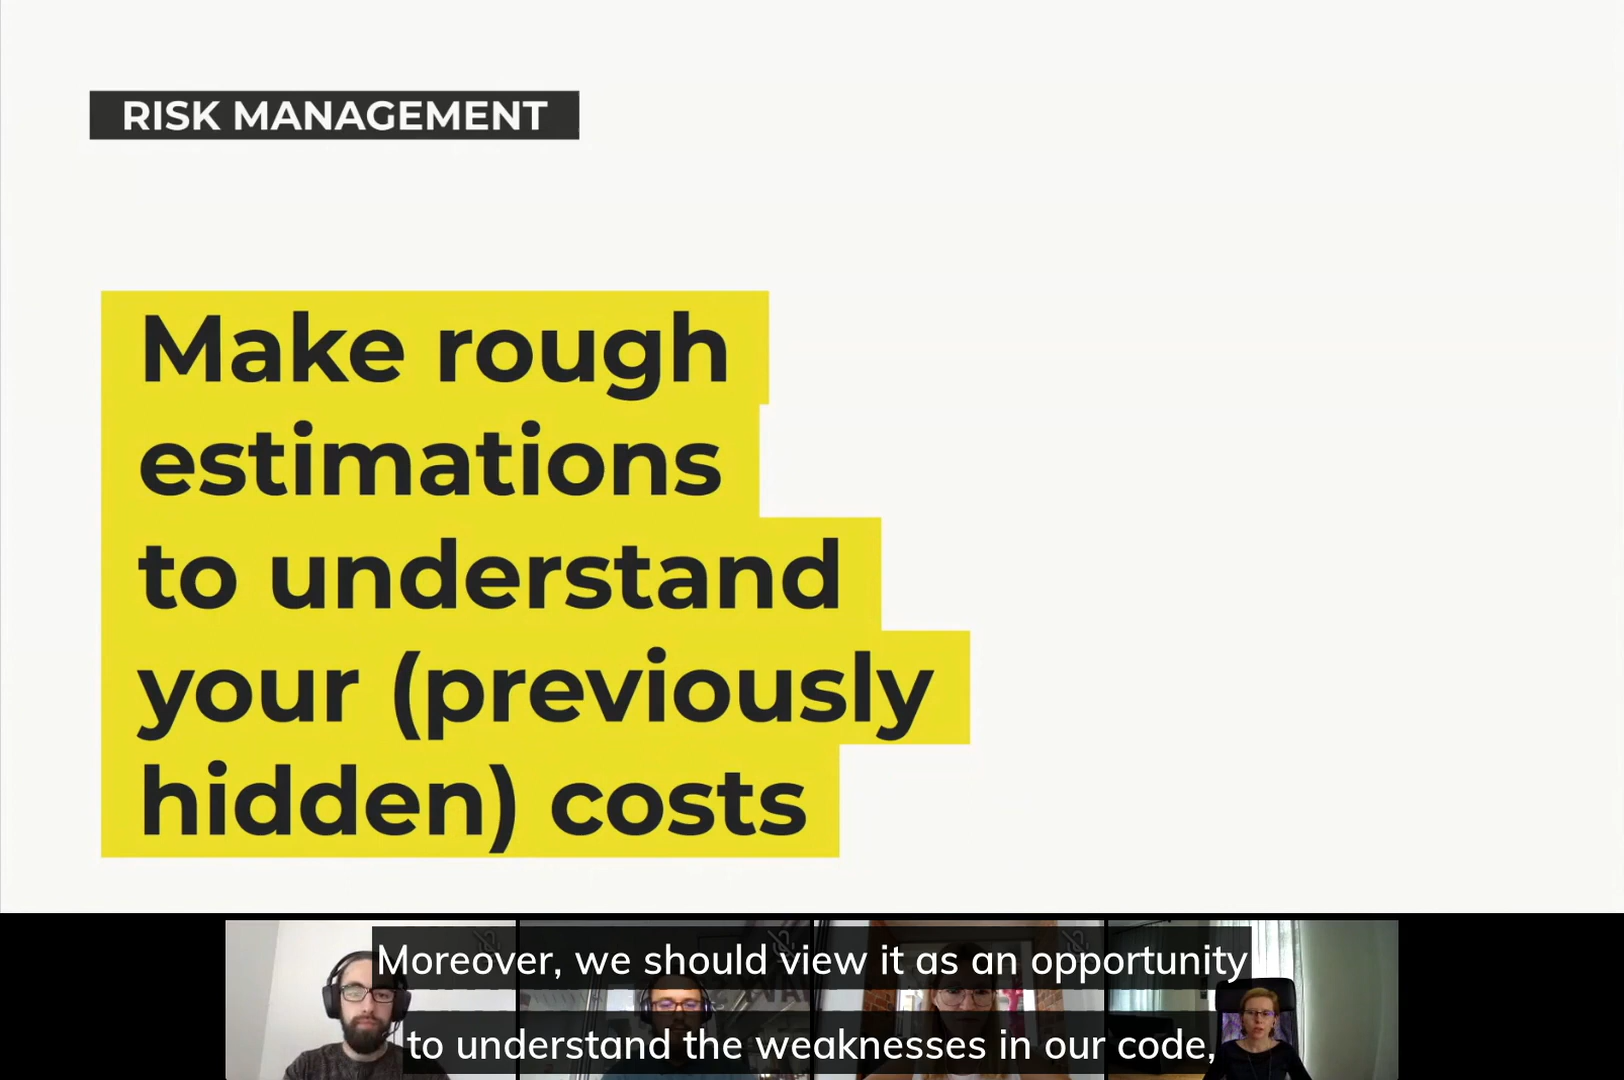 RISK MANAGEMENT
Make rough
estimations
to understand
your (previously
hidden) costs
Moreover, we should view it as an opportunity
to understand the weaknesses in our code,